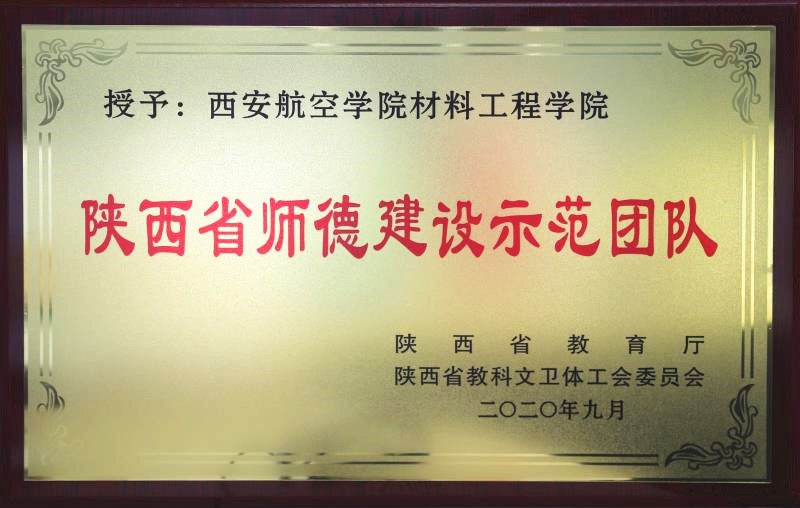 授予：西安航空学院材料工程学院
陕西省师德建设示范团队
陕西省教育厅
陕西省教科文卫体工会委员会
二〇二〇年九月